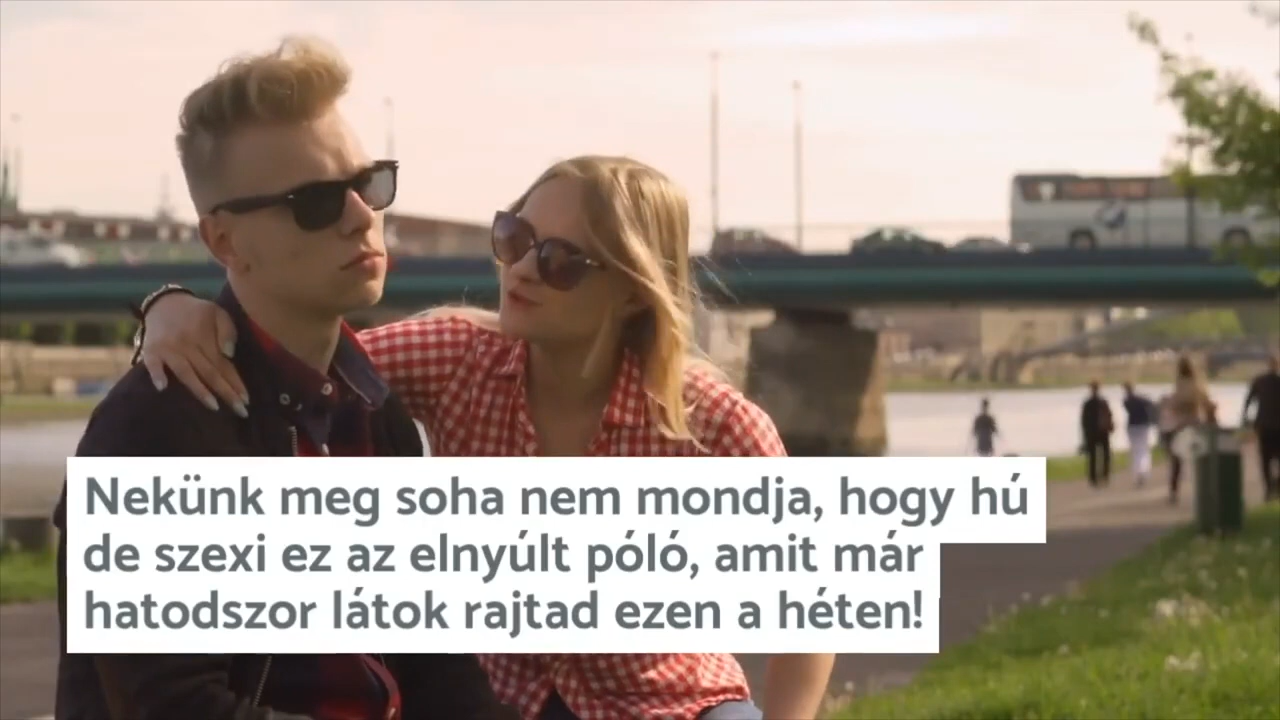 Nekünk meg soha nem mondja, hogy hú
de szexi ez az elnyúlt póló, amit már
hatodszor látok rajtad ezen a héten!